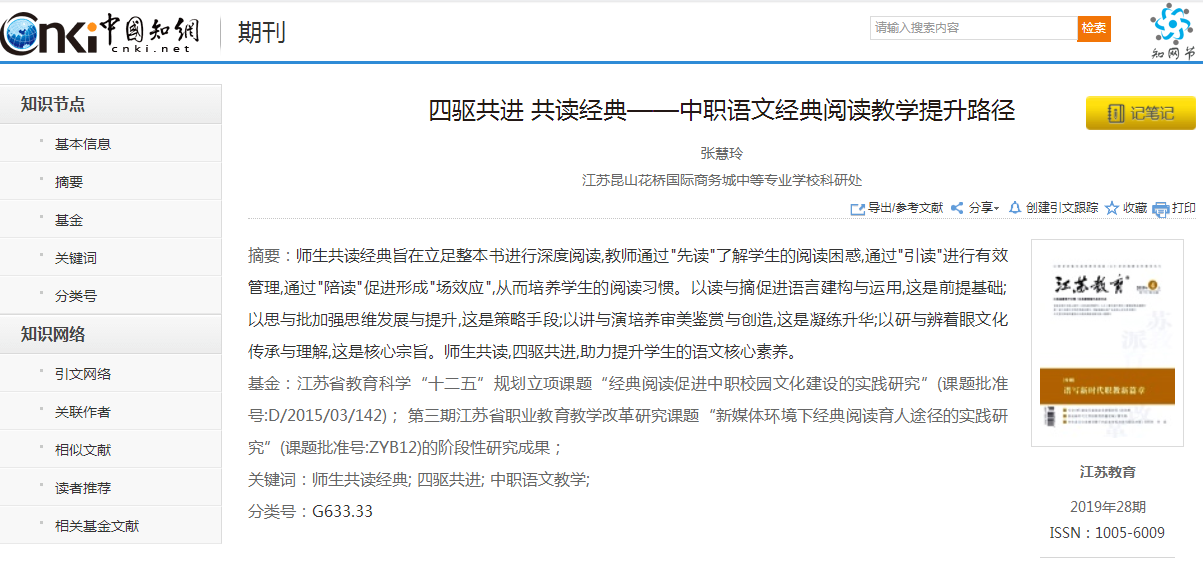 cnki 中國知網
cnki.net
期刊
请输入搜索内容
检索
知网节
知识节点
基本信息
摘要
基金
关键词
分类号
知识网络
引文网络
关联作者
相似文献
读者推荐
相关基金文献
四驱共进 共读经典——中职语文经典阅读教学提升路径
记笔记
张慧玲
江苏昆山花桥国际商务城中等专业学校科研处
导出/参考文献 分享 创建引文跟踪 收藏 打印
摘要：师生共读经典旨在立足整本书进行深度阅读,教师通过"先读"了解学生的阅读困惑,通过"引读"进行有效
管理,通过"陪读"促进形成"场效应",从而培养学生的阅读习惯。以读与摘促进语言建构与运用,这是前提基础;
以思与批加强思维发展与提升,这是策略手段;以讲与演培养审美鉴赏与创造,这是凝练升华;以研与辨着眼文化
传承与理解,这是核心宗旨。师生共读,四驱共进,助力提升学生的语文核心素养。
基金：江苏省教育科学“十二五”规划立项课题“经典阅读促进中职校园文化建设的实践研究”(课题批准
号:D/2015/03/142)；第三期江苏省职业教育教学改革研究课题“新媒体环境下经典阅读育人途径的实践研
究”(课题批准号:ZYB12)的阶段性研究成果；
关键词：师生共读经典; 四驱共进; 中职语文教学;
分类号：G633.33
江苏教育
谱写新时代职教新篇章
江苏教育
2019年28期
ISSN：1005-6009